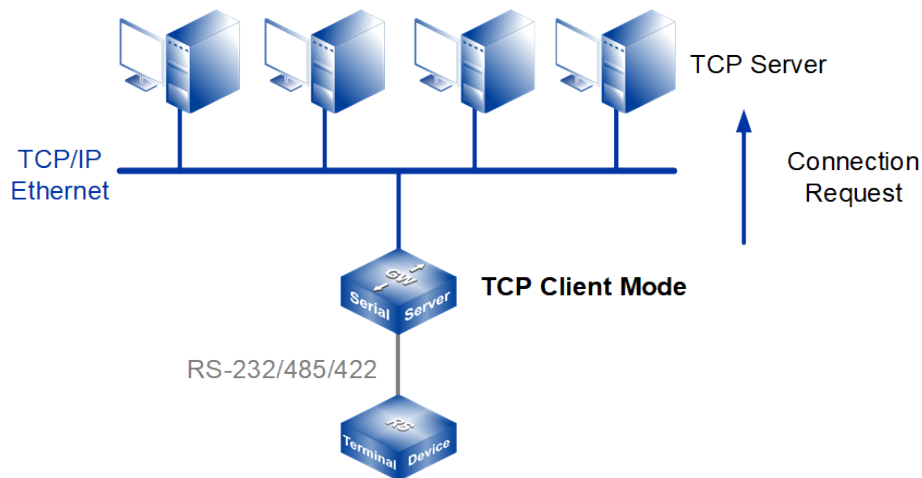 TCP Server
TCP/IP
Ethernet
Connection
Request
GW
Serial Server
TCP Client Mode
RS-232/485/422
RS
Terminal Device